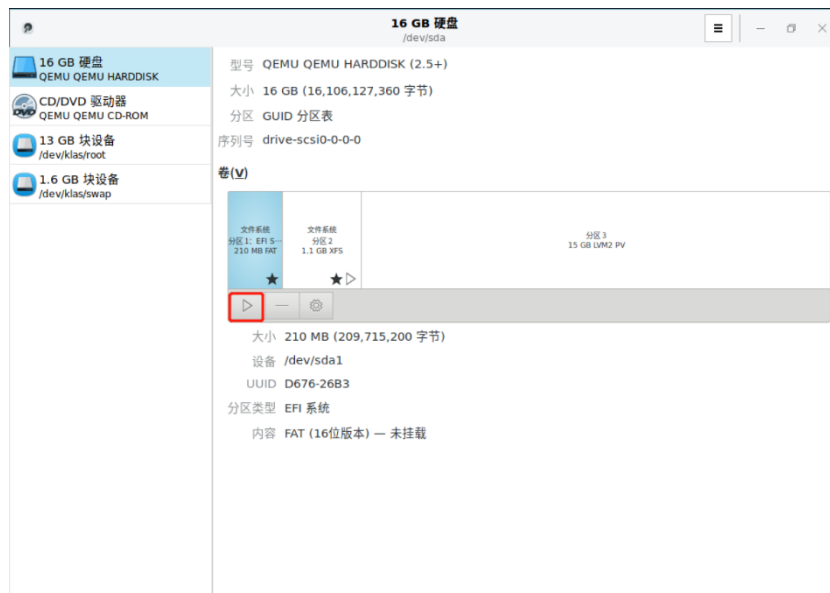 16 GB 硬盘
/dev/sda
16 GB 硬盘
QEMU QEMU HARDDISK
CD/DVD 驱动器
QEMU QEMU CD-ROM
13 GB 块设备
/dev/klas/root
1.6 GB 块设备
/dev/klas/swap
型号 QEMU QEMU HARDDISK (2.5+)
大小 16 GB (16,106,127,360 字节)
分区 GUID 分区表
序列号 drive-scsi0-0-0-0
卷(V)
文件系统
分区 1: EFI S…
210 MB FAT
文件系统
分区 2
1.1 GB XFS
分区 3
15 GB LVM2 PV
大小 210 MB (209,715,200 字节)
设备 /dev/sda1
UUID D676-26B3
分区类型 EFI 系统
内容 FAT (16位版本) — 未挂载